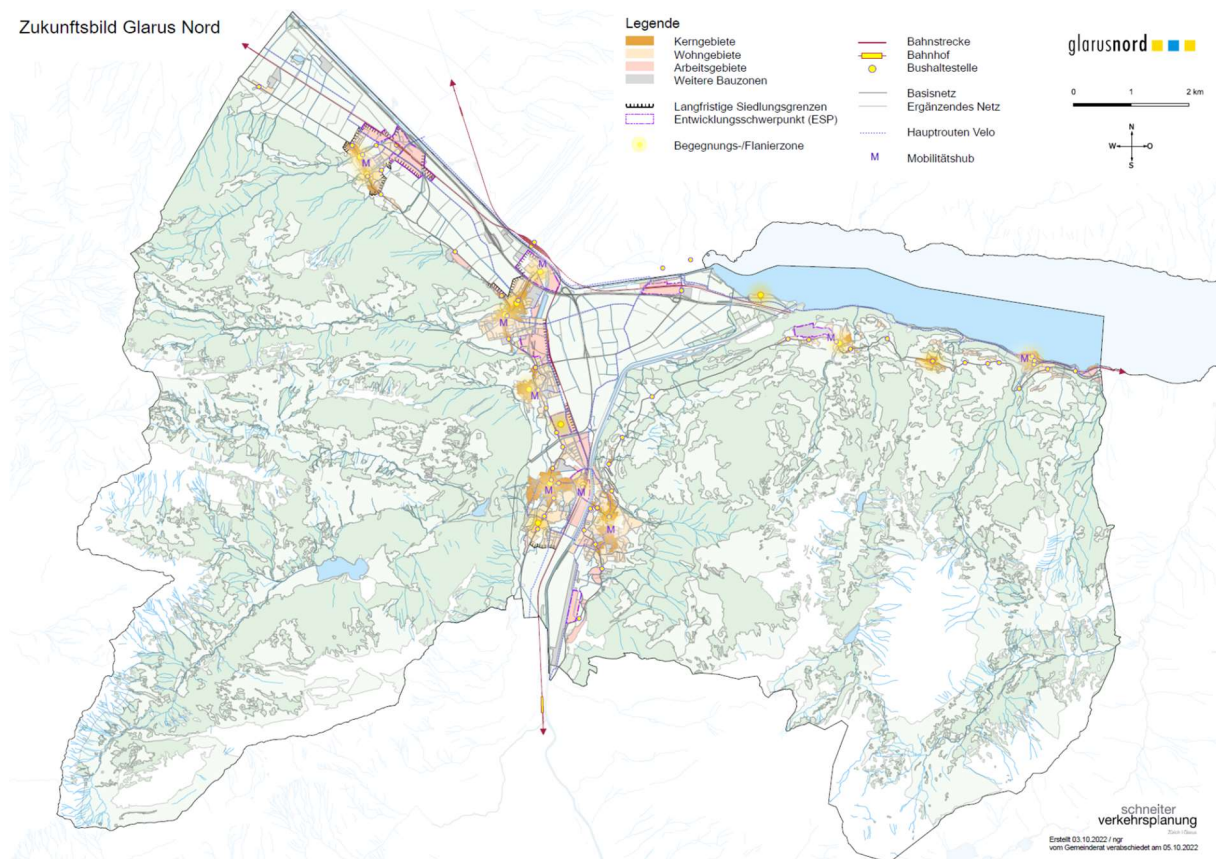 Zukunftsbild Glarus Nord
Legende
Kerngebiete
Wohngebiete
Arbeitsgebiete
Weitere Bauzonen
Langfristige Siedlungsgrenzen
Entwicklungsschwerpunkt (ESP)
Begegnungs-/Flanierzone
Bahnstrecke
Bahnhof
Bushaltestelle
Basisnetz
Ergänzendes Netz
Hauptrouten Velo
M Mobilitätshub
glarusnord
0 1 2 km
N
W O
S
M
M
M
M
M
M
M
M
M
schneiter
verkehrsplanung
Erstellt 03.10.2022 / ngr
vom Gemeinderat verabschiedet am 05.10.2022